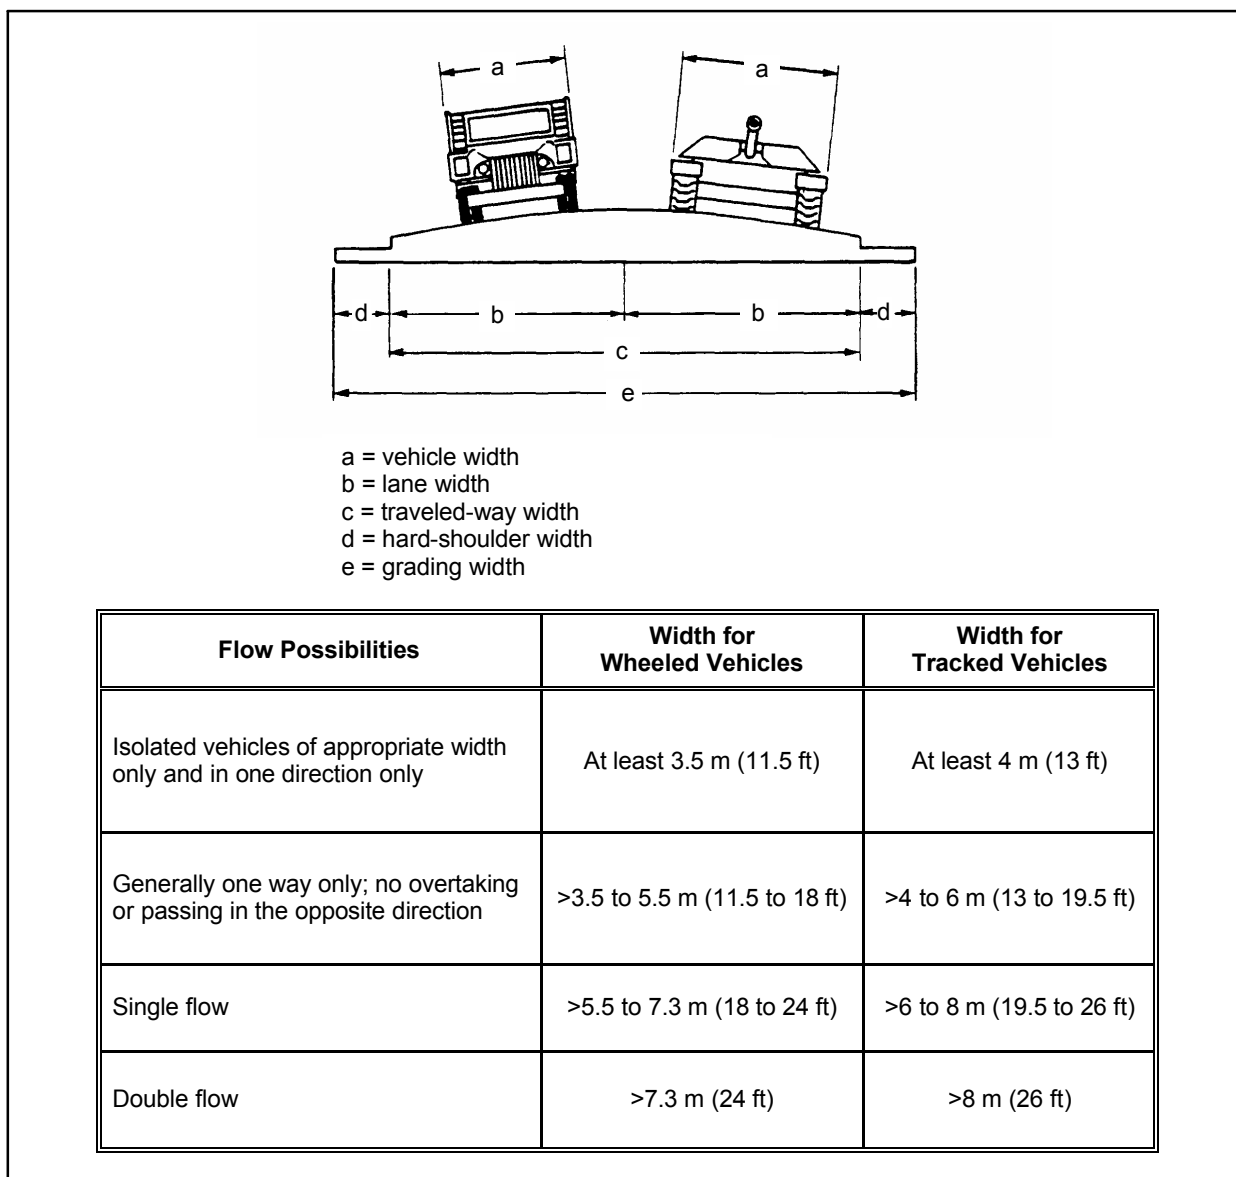 a
a
d
b
b
d
c
e
a = vehicle width
b = lane width
c = traveled-way width
d = hard-shoulder width
e = grading width
Flow Possibilities
Width for
Wheeled Vehicles
Width for
Tracked Vehicles
Isolated vehicles of appropriate width
only and in one direction only
At least 3.5 m (11.5 ft)
At least 4 m (13 ft)
Generally one way only; no overtaking
or passing in the opposite direction
>3.5 to 5.5 m (11.5 to 18 ft)
>4 to 6 m (13 to 19.5 ft)
Single flow
>5.5 to 7.3 m (18 to 24 ft)
>6 to 8 m (19.5 to 26 ft)
Double flow
>7.3 m (24 ft)
>8 m (26 ft)